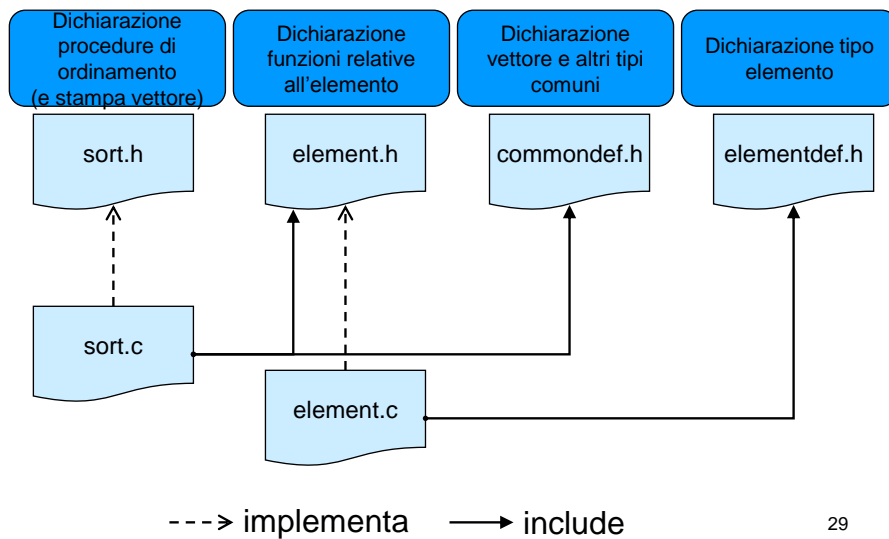 Dichiarazione
procedure di
ordinamento
(e stampa vettore)
Dichiarazione
funzioni relative
all'elemento
Dichiarazione
vettore e altri tipi
comuni
Dichiarazione tipo
elemento
sort.h
element.h
commondef.h
elementdef.h
sort.c
element.c
implementa
include
29